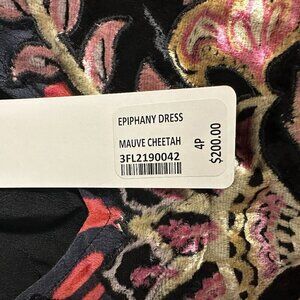 EPIPHANY DRESS
MAUVE CHEETAH
3FL2190042
4P
$200.00